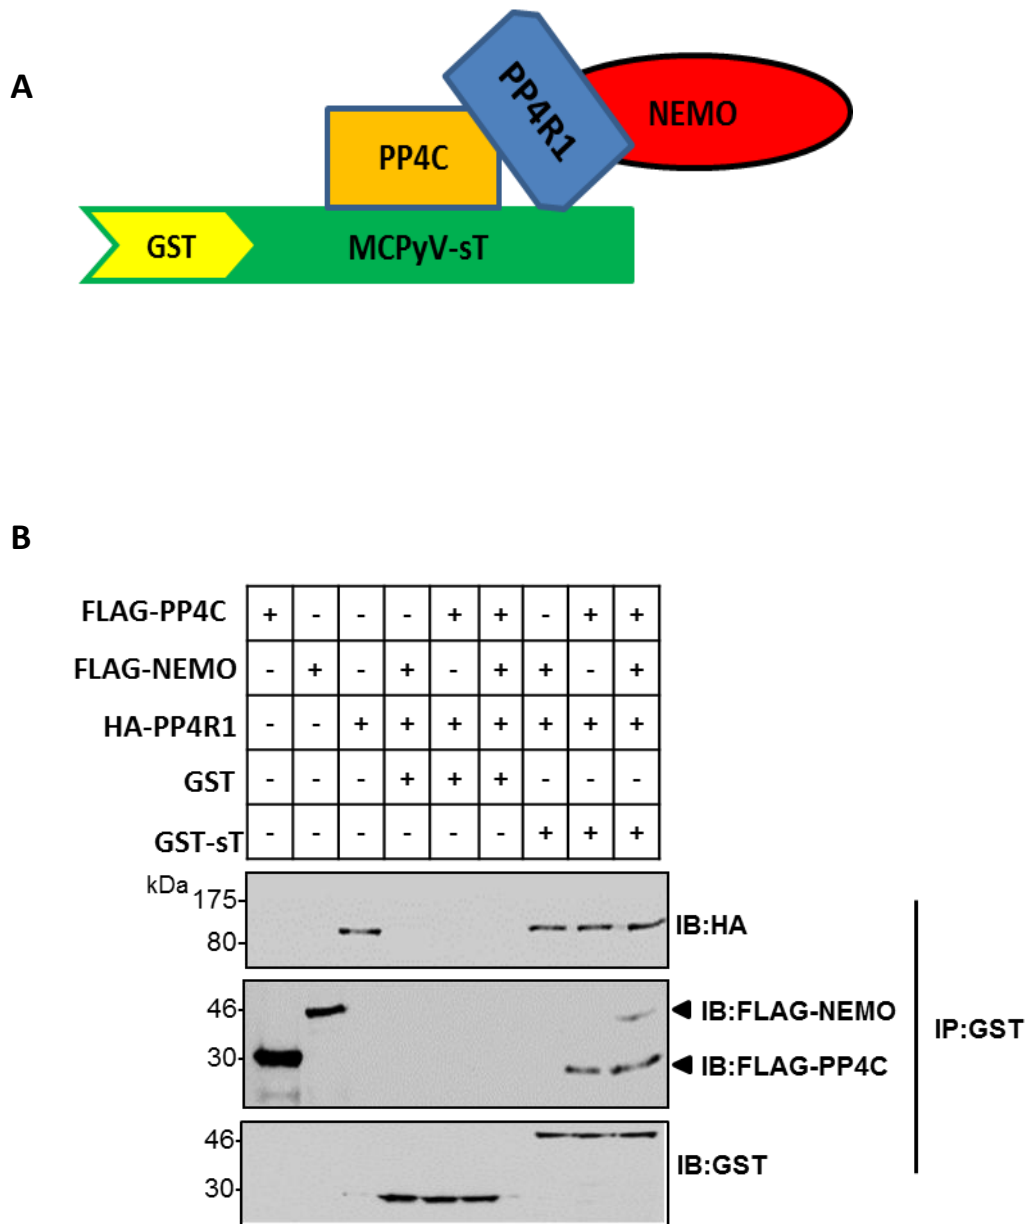 A
PP4R1
NEMO
PP4C
GST
MCPyV-sT
B
FLAG-PP4C + - - - + + - + +
FLAG-NEMO - + - + - + + - +
HA-PP4R1 - - + + + + + + +
GST - - - + + + - - -
GST-sT - - - - - - + + +
kDa
175-
80-
IB:HA
46-
30-
IB:FLAG-NEMO
IB:FLAG-PP4C
IP:GST
46-
30-
IB:GST